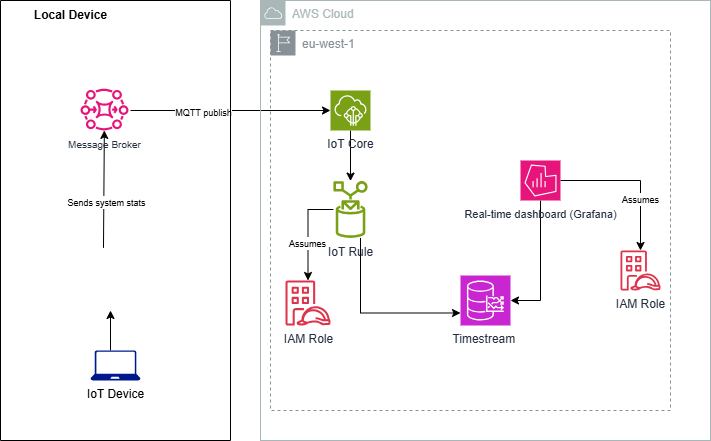 Local Device
AWS Cloud
eu-west-1
MQTT publish
Message Broker
IoT Core
Sends system stats
Real-time dashboard (Grafana)
Assumes
Assumes
IoT Rule
IAM Role
IAM Role
Timestream
IoT Device